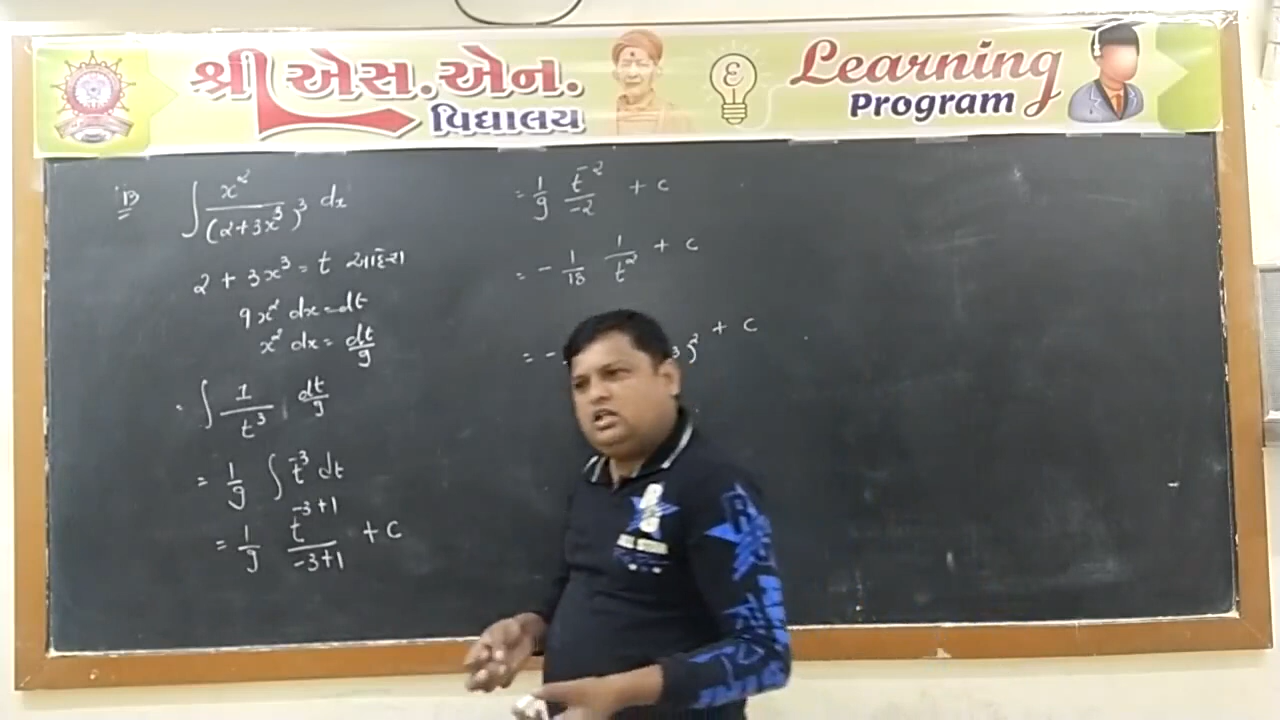 શ્રી એસ. એન.
વિદ્યાલય
Learning
Program
13 ∫ x² / (2+3x³)³ dx
2 + 3x³ = t આદેશ
9x² dx = dt
x² dx = dt/9
= ∫ 1/t³ dt/9
= 1/9 ∫ t⁻³ dt
= 1/9 t⁻³⁺¹ / -3+1 + C
= 1/9 t⁻² / -2 + C
= - 1/18 1/t² + C
= - 3)² + C